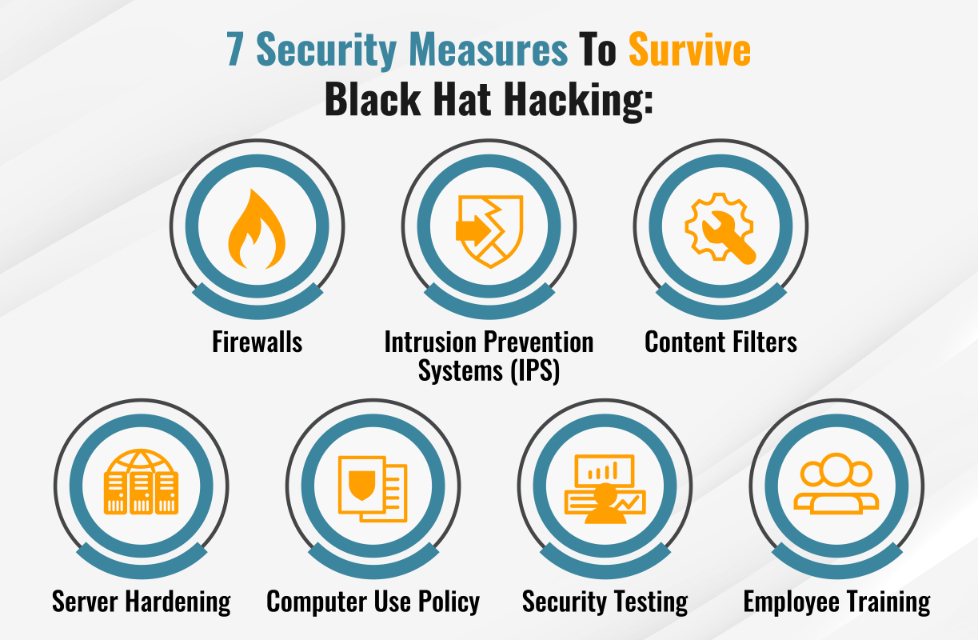 7 Security Measures To Survive
Black Hat Hacking:
Firewalls
Intrusion Prevention
Systems (IPS)
Content Filters
Server Hardening
Computer Use Policy
Security Testing
Employee Training